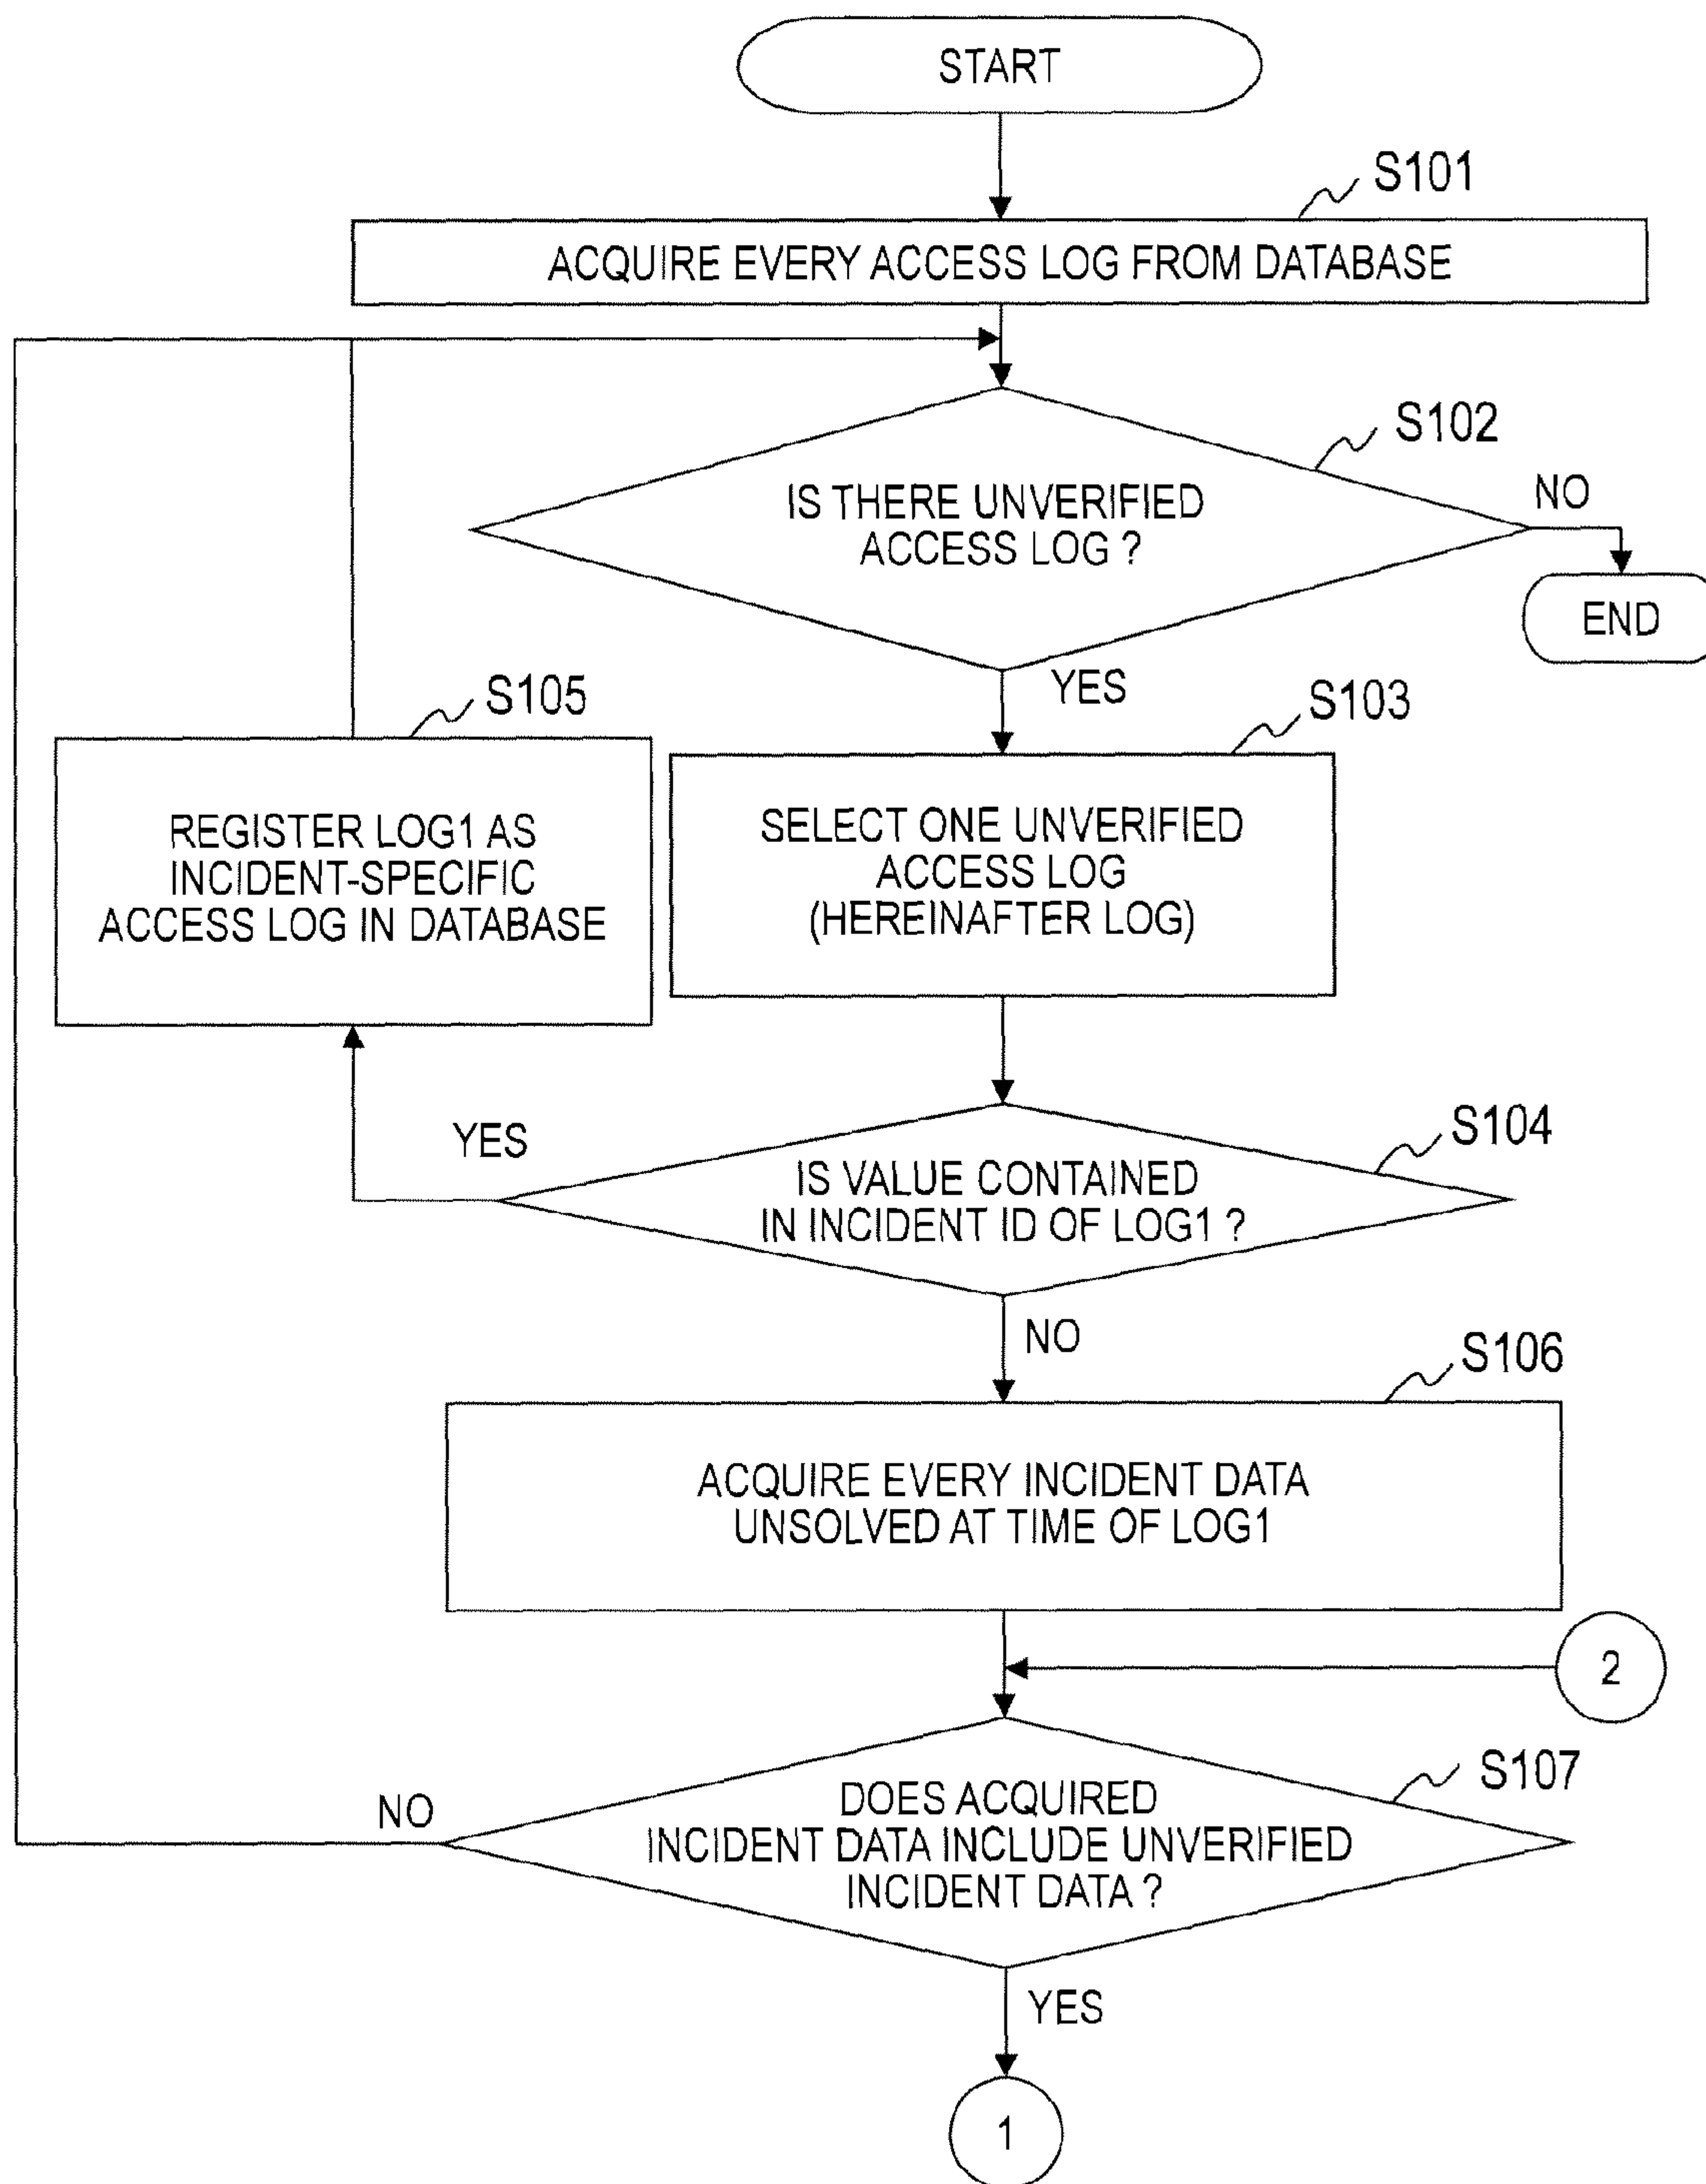 START
S101
ACQUIRE EVERY ACCESS LOG FROM DATABASE
S102
IS THERE UNVERIFIED
ACCESS LOG ?
NO
END
YES
S105
REGISTER LOG1 AS
INCIDENT-SPECIFIC
ACCESS LOG IN DATABASE
S103
SELECT ONE UNVERIFIED
ACCESS LOG
(HEREINAFTER LOG)
S104
YES
IS VALUE CONTAINED
IN INCIDENT ID OF LOG1 ?
NO
S106
ACQUIRE EVERY INCIDENT DATA
UNSOLVED AT TIME OF LOG1
2
S107
NO
DOES ACQUIRED
INCIDENT DATA INCLUDE UNVERIFIED
INCIDENT DATA ?
YES
1